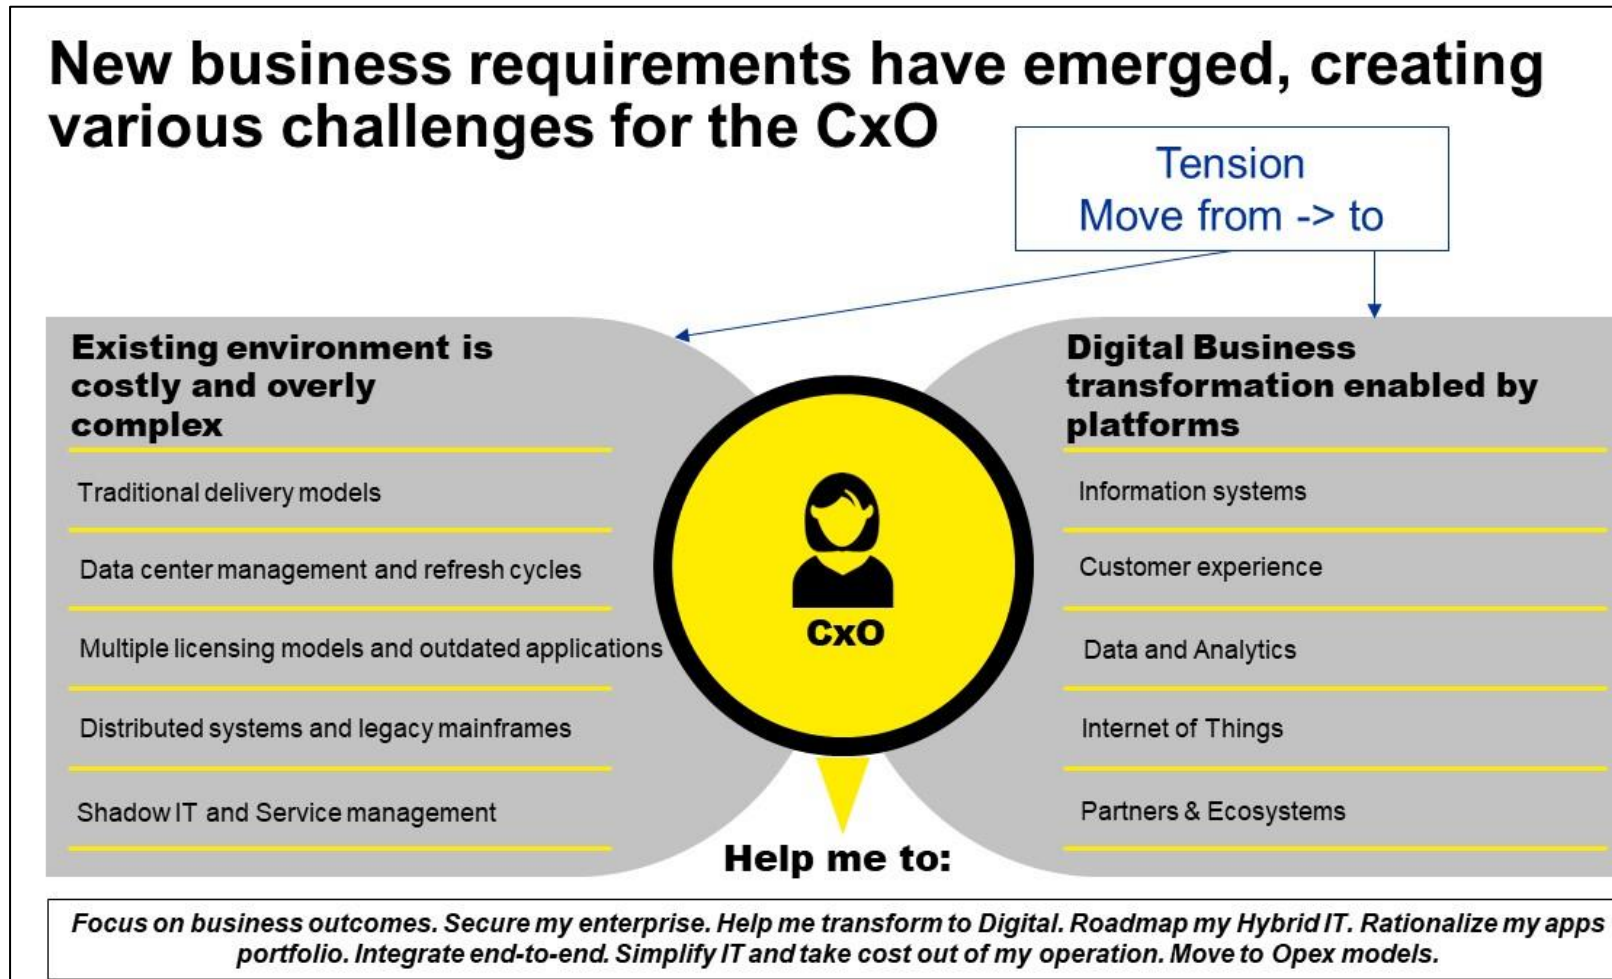 New business requirements have emerged, creating
various challenges for the CxO
Tension
Move from -> to
Existing environment is
costly and overly
complex
Traditional delivery models
Data center management and refresh cycles
Multiple licensing models and outdated applications
Distributed systems and legacy mainframes
Shadow IT and Service management
CxO
Digital Business
transformation enabled by
platforms
Information systems
Customer experience
Data and Analytics
Internet of Things
Partners & Ecosystems
Help me to:
Focus on business outcomes. Secure my enterprise. Help me transform to Digital. Roadmap my Hybrid IT. Rationalize my apps
portfolio. Integrate end-to-end. Simplify IT and take cost out of my operation. Move to Opex models.